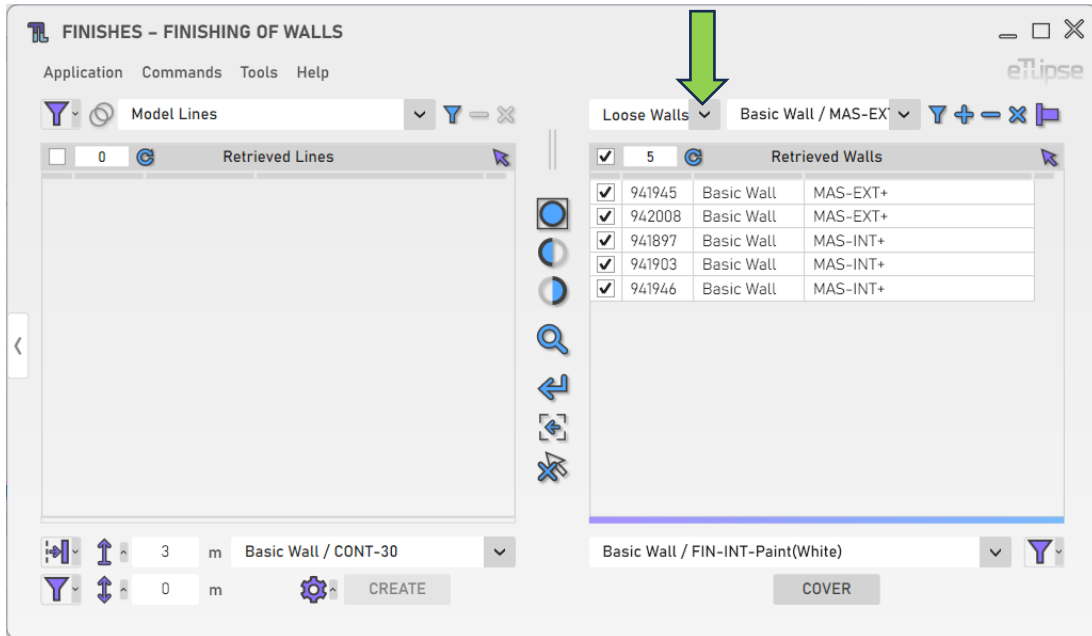 FINISHES – FINISHING OF WALLS
Application Commands Tools Help
eTLipse
Model Lines
Loose Walls
Basic Wall / MAS-EX
0 Retrieved Lines
5 Retrieved Walls
941945 Basic Wall MAS-EXT+
942008 Basic Wall MAS-EXT+
941897 Basic Wall MAS-INT+
941903 Basic Wall MAS-INT+
941946 Basic Wall MAS-INT+
3 m Basic Wall / CONT-30
Basic Wall / FIN-INT-Paint(White)
0 m CREATE
COVER